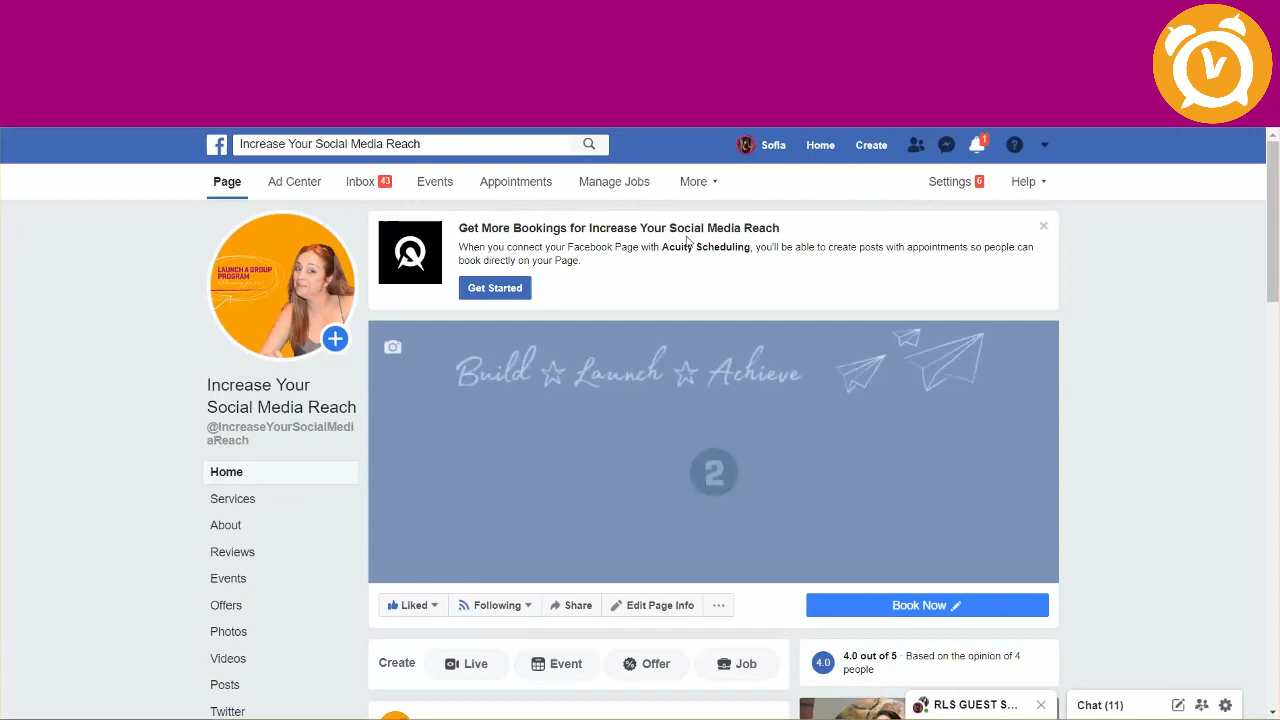 V
Increase Your Social Media Reach
Sofia
Home
Create
1
?
Page
Ad Center
Inbox 43
Events
Appointments
Manage Jobs
More
Settings 6
Help
LAUNCH A GROUP
PROGRAM
Get More Bookings for Increase Your Social Media Reach
When you connect your Facebook Page with Acuity Scheduling, you'll be able to create posts with appointments so people can
book directly on your Page.
Get Started
Build ☆ Launch ☆ Achieve
2
Increase Your
Social Media Reach
@IncreaseYourSocialMedi
aReach
Home
Services
About
Reviews
Events
Offers
Photos
Videos
Posts
Twitter
Liked
Following
Share
Edit Page Info
...
Book Now
Create
Live
Event
Offer
Job
4.0
4.0 out of 5 · Based on the opinion of 4
people
RLS GUEST S...
Chat (11)